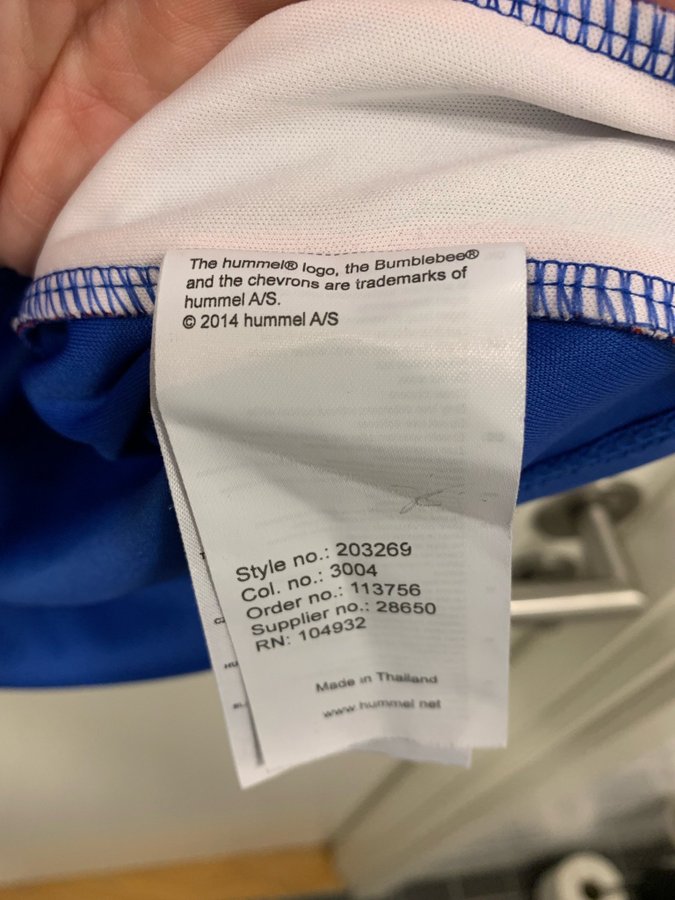 The hummel® logo, the Bumblebee®
and the chevrons are trademarks of
hummel A/S.
© 2014 hummel A/S
Style no.: 203269
Col. no.: 3004
Order no.: 113756
Supplier no.: 28650
RN: 104932
Made in Thailand
www.hummel.net